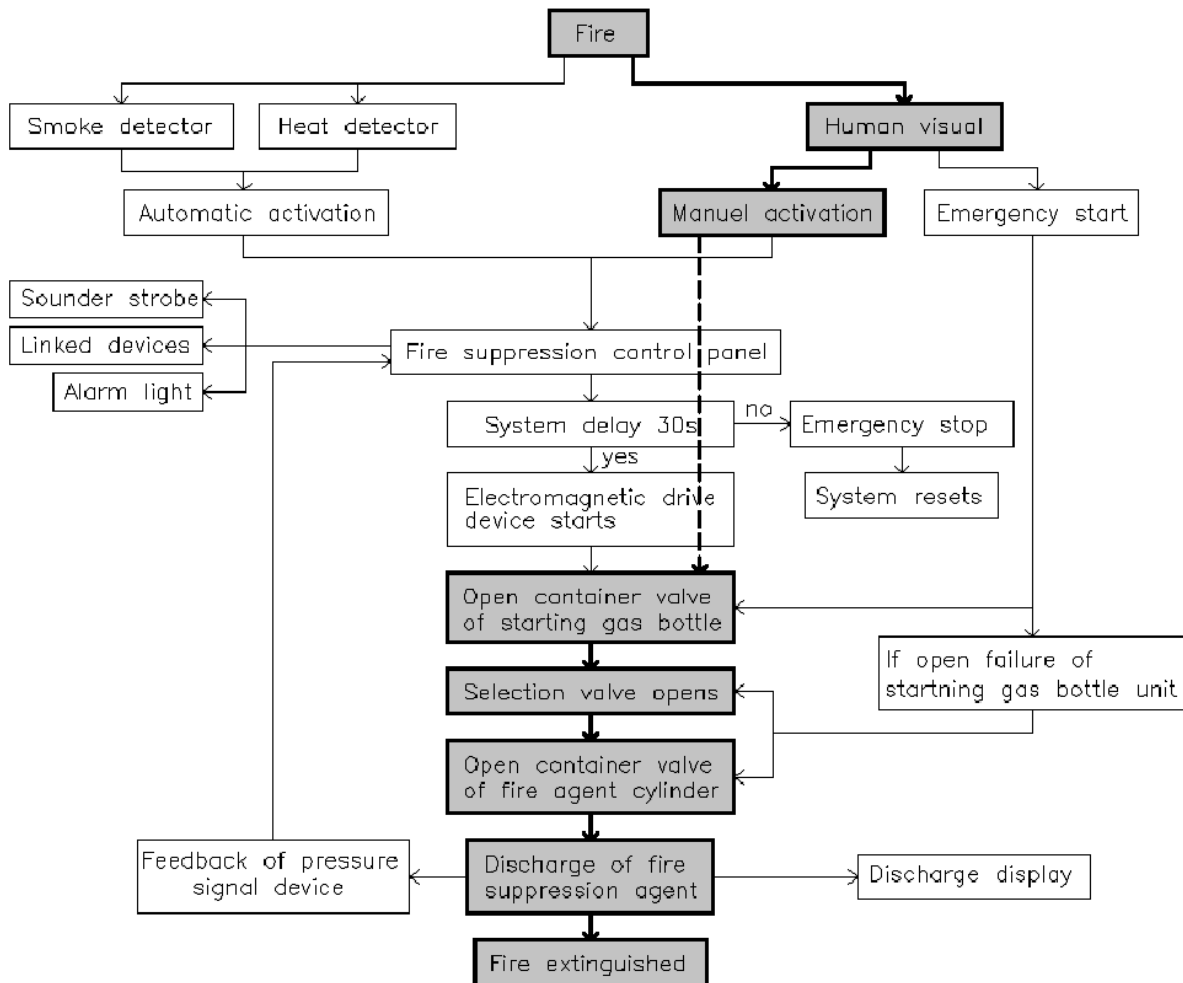 Fire
Smoke detector
Heat detector
Human visual
Automatic activation
Manuel activation
Emergency start
Sounder strobe
Linked devices
Alarm light
Fire suppression control panel
System delay 30s
no
Emergency stop
yes
System resets
Electromagnetic drive
device starts
Open container valve
of starting gas bottle
If open failure of
startning gas bottle unit
Selection valve opens
Open container valve
of fire agent cylinder
Feedback of pressure
signal device
Discharge of fire
suppression agent
Discharge display
Fire extinguished